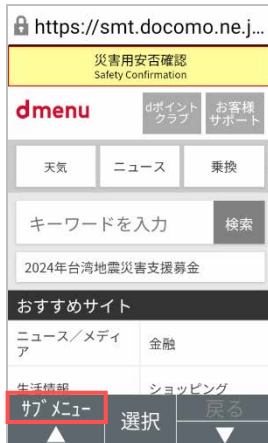 https://smt.docomo.ne.j...
災害用安否確認
Safety Confirmation
dmenu
dポイント
クラブ
お客様
サポート
天気
ニュース
乗換
キーワードを入力
検索
2024年台湾地震災害支援募金
おすすめサイト
ニュース／メディ
ア
金融
生活情報
ショッピング
サブメニュー
選択
戻る